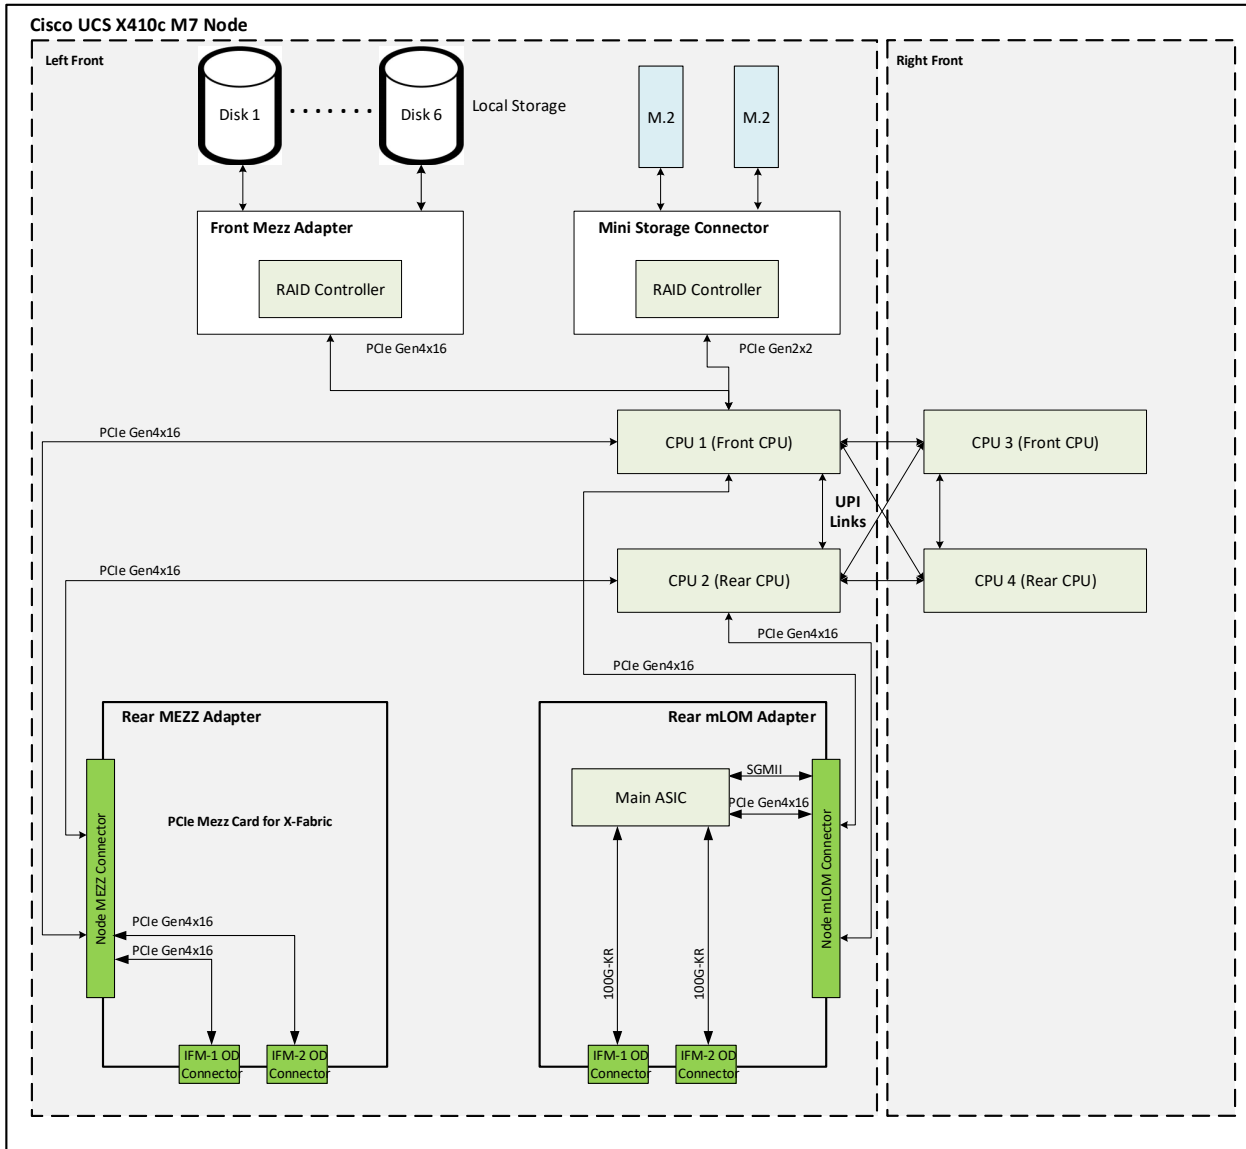 Cisco UCS X410c M7 Node
Left Front
Right Front
Disk 1
Disk 6
Local Storage
M.2
M.2
Front Mezz Adapter
RAID Controller
Mini Storage Connector
RAID Controller
PCIe Gen4x16
PCIe Gen2x2
PCIe Gen4x16
CPU 1 (Front CPU)
CPU 3 (Front CPU)
UPI
Links
PCIe Gen4x16
CPU 2 (Rear CPU)
CPU 4 (Rear CPU)
PCIe Gen4x16
PCIe Gen4x16
Rear MEZZ Adapter
Node MEZZ Connector
PCIe Mezz Card for X-Fabric
PCIe Gen4x16
PCIe Gen4x16
IFM-1 OD
Connector
IFM-2 OD
Connector
Rear mLOM Adapter
Main ASIC
SGMII
PCIe Gen4x16
Node mLOM Connector
100G-KR
100G-KR
IFM-1 OD
Connector
IFM-2 OD
Connector